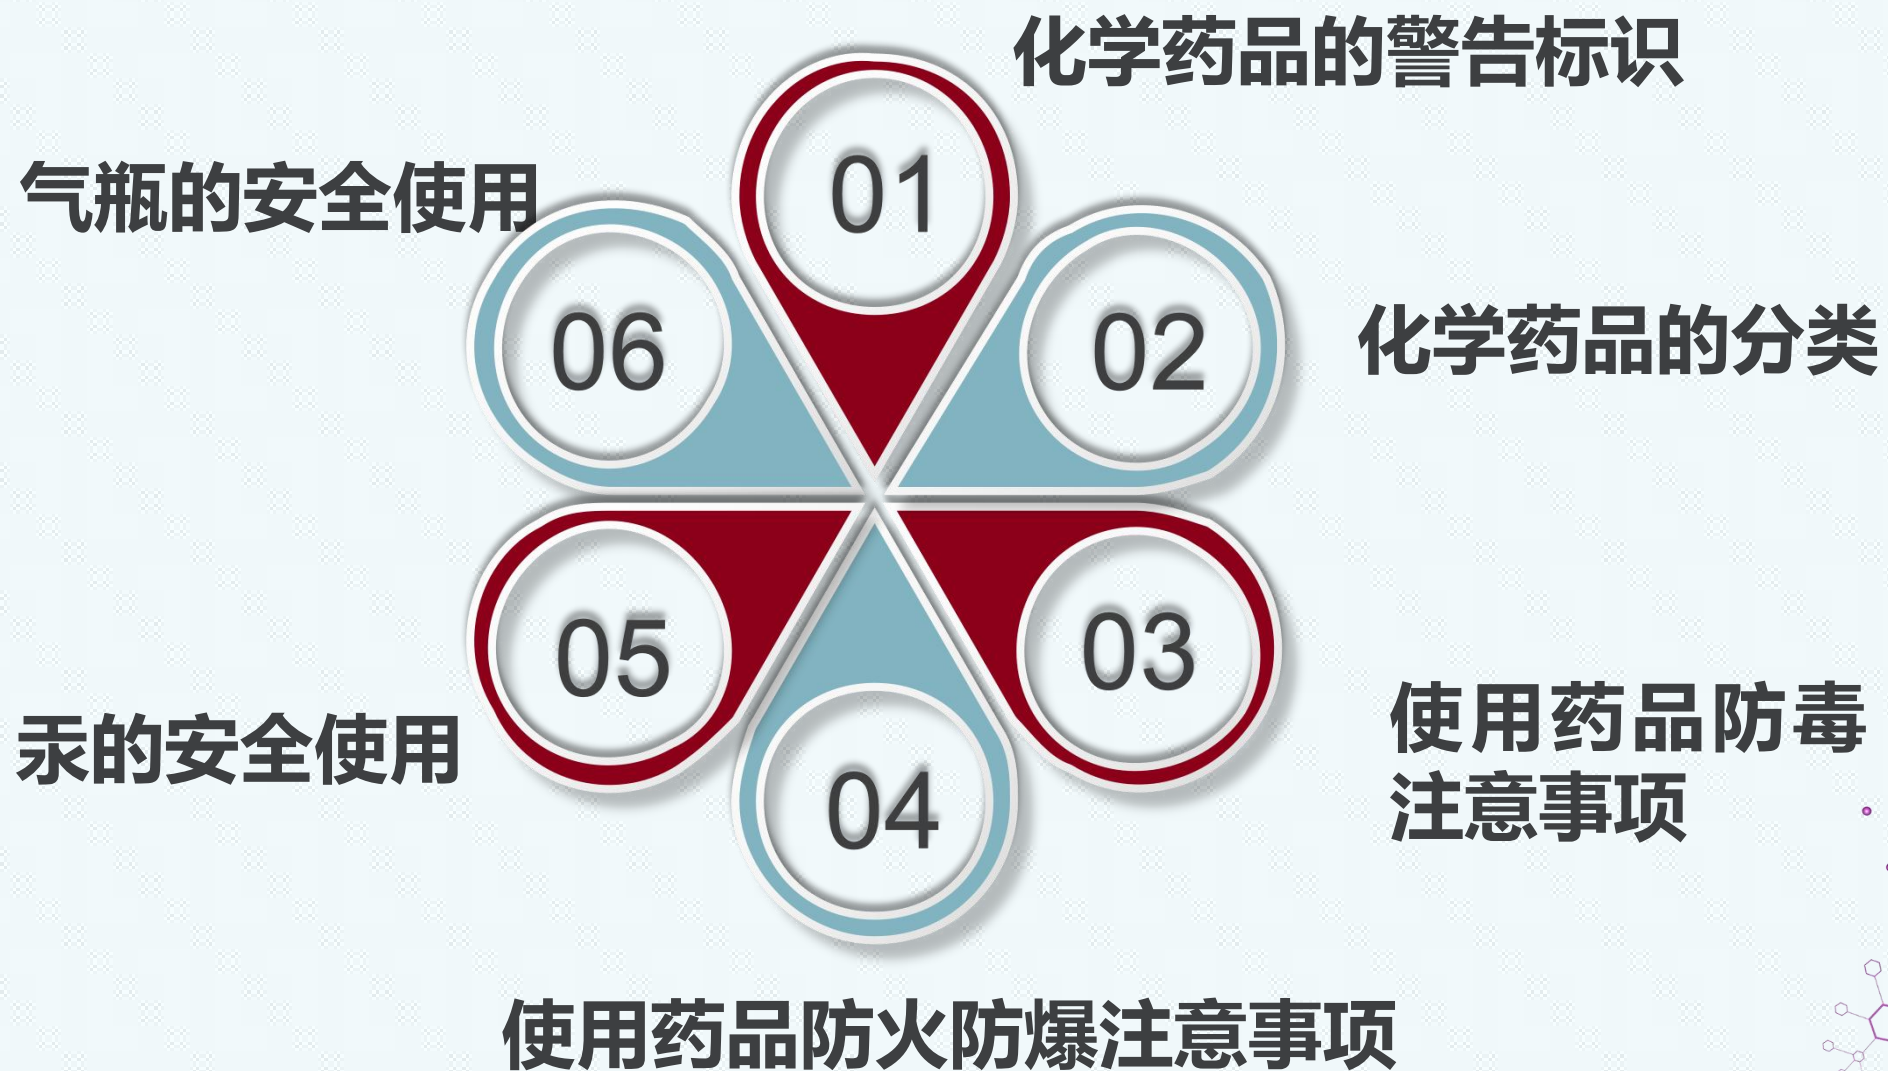 01
化学药品的警告标识
02
化学药品的分类
03
使用药品防毒
注意事项
04
使用药品防火防爆注意事项
05
汞的安全使用
06
气瓶的安全使用